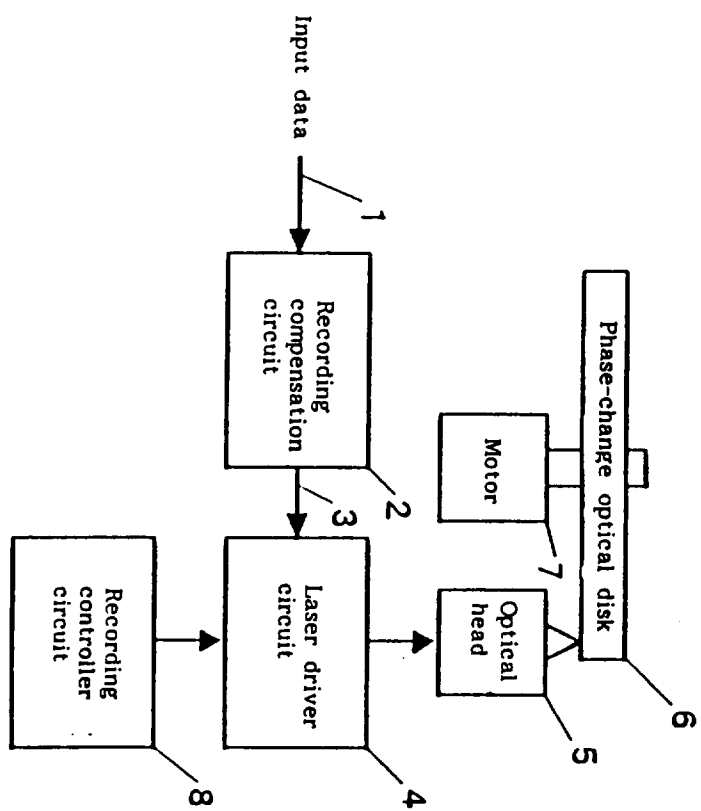 Input data
1
Recording
compensation
circuit
2
3
Laser driver
circuit
4
Recording
controller
circuit
8
Optical
head
5
Motor
7
Phase-change optical disk
6